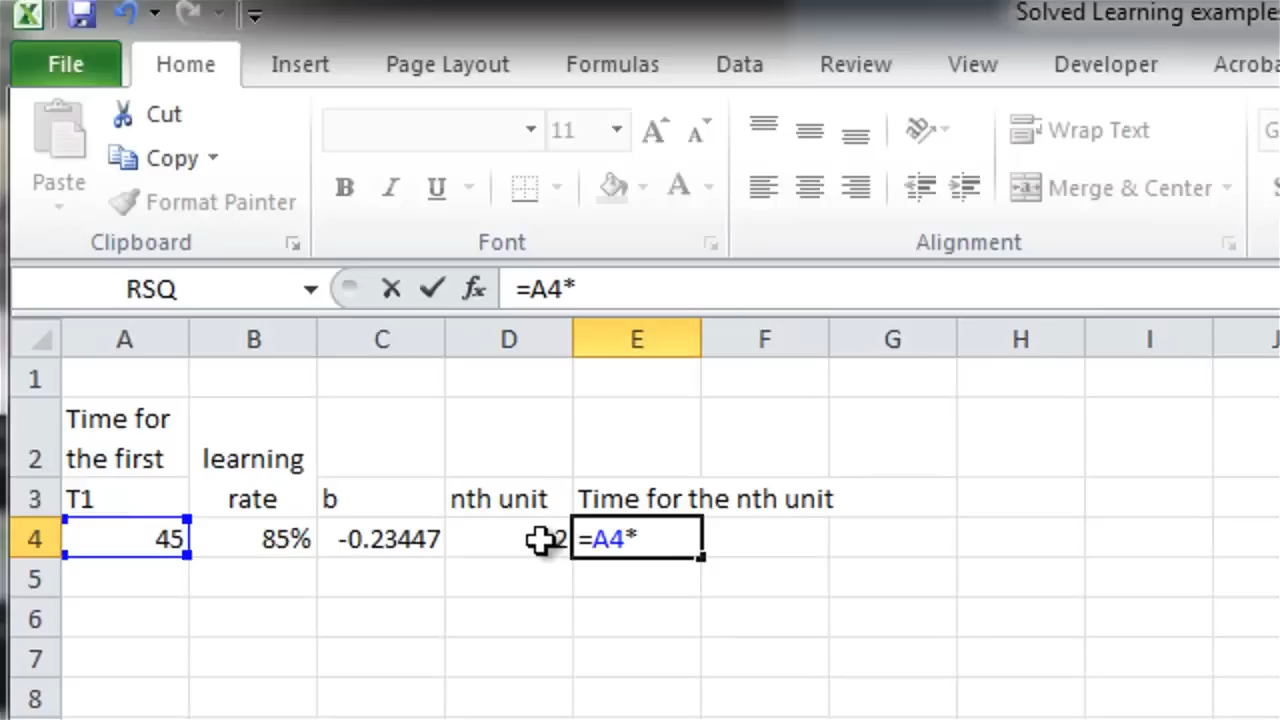 Solved Learning example
File Home Insert Page Layout Formulas Data Review View Developer Acroba
Cut
Copy
Paste
Format Painter
11
A A
B I U A
Wrap Text
Merge & Center
Clipboard Font Alignment
RSQ fx =A4*
A B C D E F G H I J
1
Time for
2 the first learning
3 T1 rate b nth unit Time for the nth unit
4 45 85% -0.23447 2 =A4*
5
6
7
8